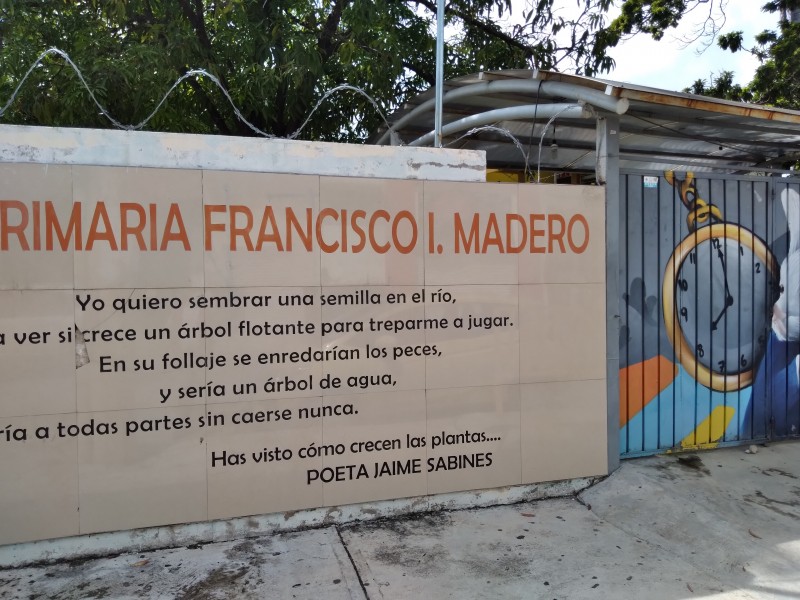 RIMARIA FRANCISCO I. MADERO
Yo quiero sembrar una semilla en el río,
a ver si crece un árbol flotante para treparme a jugar.
En su follaje se enredarían los peces,
y sería un árbol de agua,
ría a todas partes sin caerse nunca.
Has visto cómo crecen las plantas....
POETA JAIME SABINES